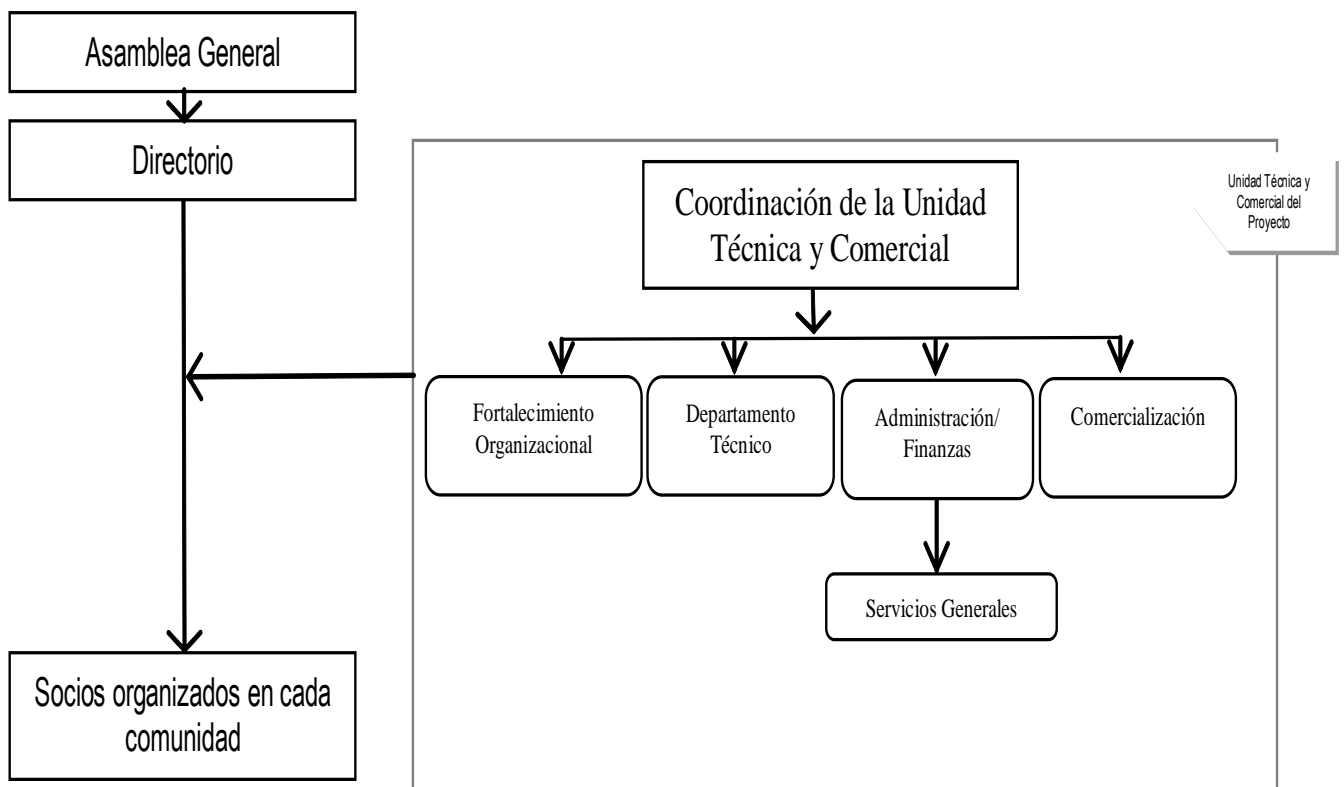 Asamblea General
Directorio
Coordinación de la Unidad
Técnica y Comercial
Unidad Técnica y
Comercial del
Proyecto
Fortalecimiento
Organizacional
Departamento
Técnico
Administración/
Finanzas
Comercialización
Servicios Generales
Socios organizados en cada
comunidad